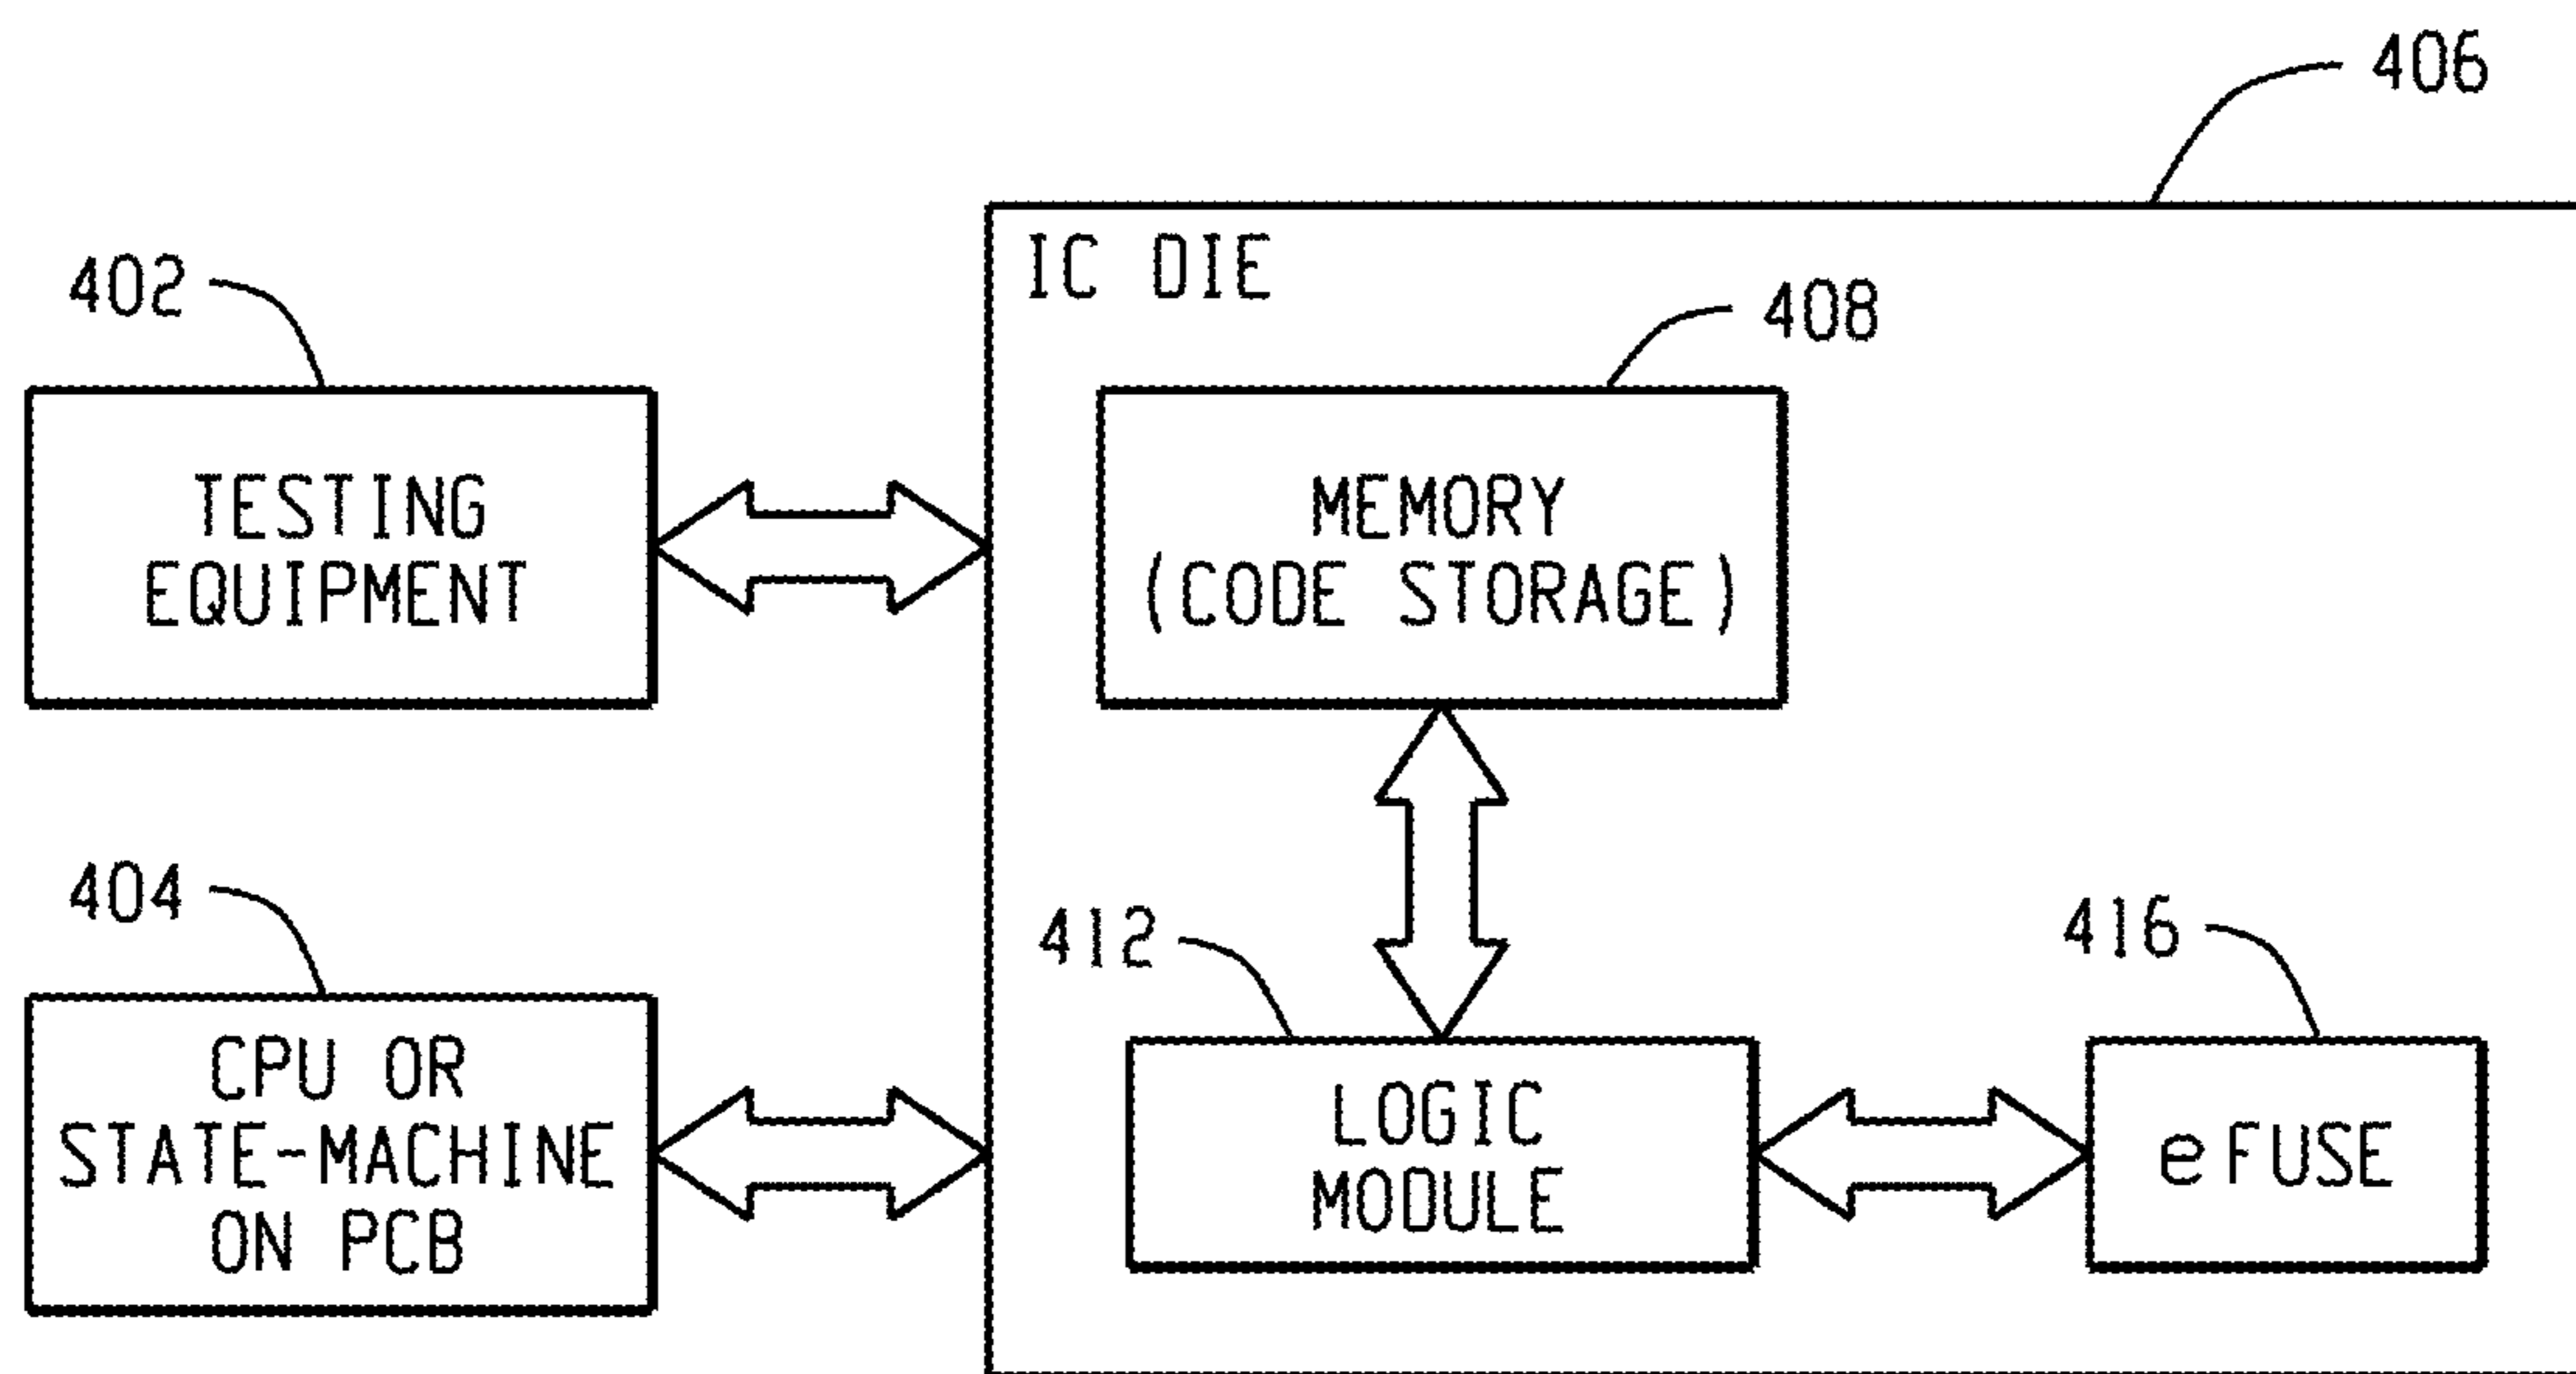 406
IC DIE
402
408
TESTING
EQUIPMENT
MEMORY
(CODE STORAGE)
404
412
416
CPU OR
STATE-MACHINE
ON PCB
LOGIC
MODULE
eFUSE